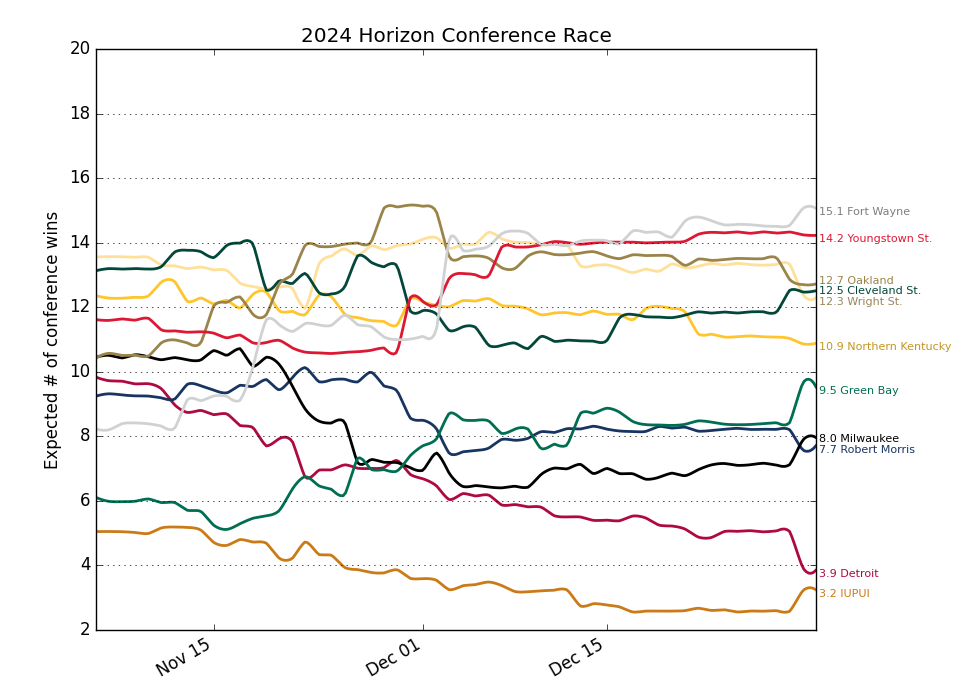 2024 Horizon Conference Race
Expected # of conference wins
20
18
16
14
12
10
8
6
4
2
Nov 15
Dec 01
Dec 15
15.1 Fort Wayne
14.2 Youngstown St.
12.7 Oakland
12.5 Cleveland St.
12.3 Wright St.
10.9 Northern Kentucky
9.5 Green Bay
8.0 Milwaukee
7.7 Robert Morris
3.9 Detroit
3.2 IUPUI